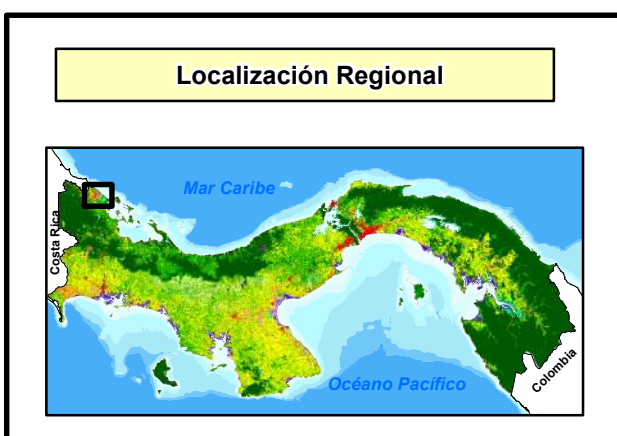 Localización Regional
Mar Caribe
Costa Rica
Océano Pacífico
Colombia